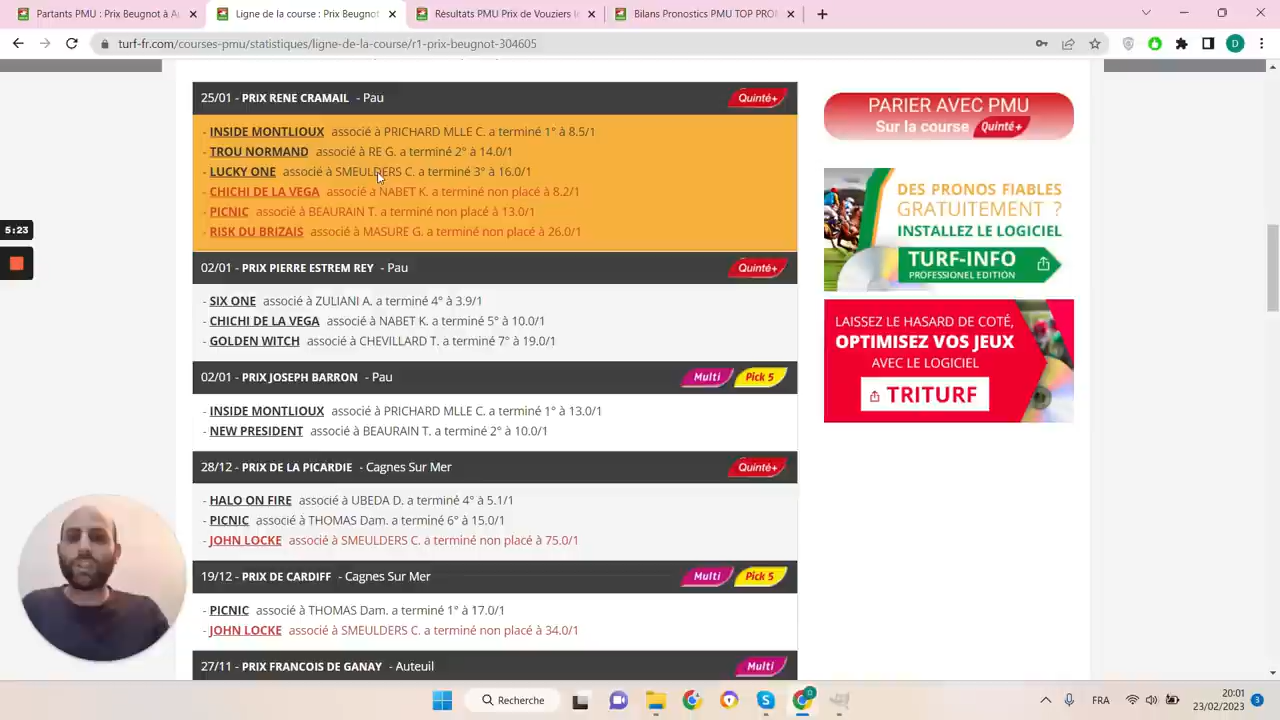 Partants PMU : Prix Beugnot à A
Ligne de la course : Prix Beugn
Résultats PMU Prix de Vouziers le
Bilans Pronostics PMU TOP PRO
turf-fr.com/courses-pmu/statistiques/ligne-de-la-course/r1-prix-beugnot-304605
D
25/01 - PRIX RENE CRAMAIL - Pau
Quinté+
- INSIDE MONTLIOUX associé à PRICHARD MLLE C. a terminé 1° à 8.5/1
- TROU NORMAND associé à RE G. a terminé 2° à 14.0/1
- LUCKY ONE associé à SMEULDERS C. a terminé 3° à 16.0/1
- CHICHI DE LA VEGA associé à NABET K. a terminé non placé à 8.2/1
- PICNIC associé à BEAURAIN T. a terminé non placé à 13.0/1
- RISK DU BRIZAIS associé à MASURE G. a terminé non placé à 26.0/1
02/01 - PRIX PIERRE ESTREM REY - Pau
Quinté+
- SIX ONE associé à ZULIANI A. a terminé 4° à 3.9/1
- CHICHI DE LA VEGA associé à NABET K. a terminé 5° à 10.0/1
- GOLDEN WITCH associé à CHEVILLARD T. a terminé 7° à 19.0/1
02/01 - PRIX JOSEPH BARRON - Pau
Multi Pick 5
- INSIDE MONTLIOUX associé à PRICHARD MLLE C. a terminé 1° à 13.0/1
- NEW PRESIDENT associé à BEAURAIN T. a terminé 2° à 10.0/1
28/12 - PRIX DE LA PICARDIE - Cagnes Sur Mer
Quinté+
- HALO ON FIRE associé à UBEDA D. a terminé 4° à 5.1/1
- PICNIC associé à THOMAS Dam. a terminé 6° à 15.0/1
- JOHN LOCKE associé à SMEULDERS C. a terminé non placé à 75.0/1
19/12 - PRIX DE CARDIFF - Cagnes Sur Mer
Multi Pick 5
- PICNIC associé à THOMAS Dam. a terminé 1° à 17.0/1
- JOHN LOCKE associé à SMEULDERS C. a terminé non placé à 34.0/1
27/11 - PRIX FRANCOIS DE GANAY - Auteuil
Multi
PARIER AVEC PMU
Sur la course Quinté+
DES PRONOS FIABLES
GRATUITEMENT ?
INSTALLEZ LE LOGICIEL
TURF-INFO
PROFESSIONEL EDITION
LAISSEZ LE HASARD DE COTÉ,
OPTIMISEZ VOS JEUX
AVEC LE LOGICIEL
TRITURF
5:23
Recherche
FRA
20:01
23/02/2023
3